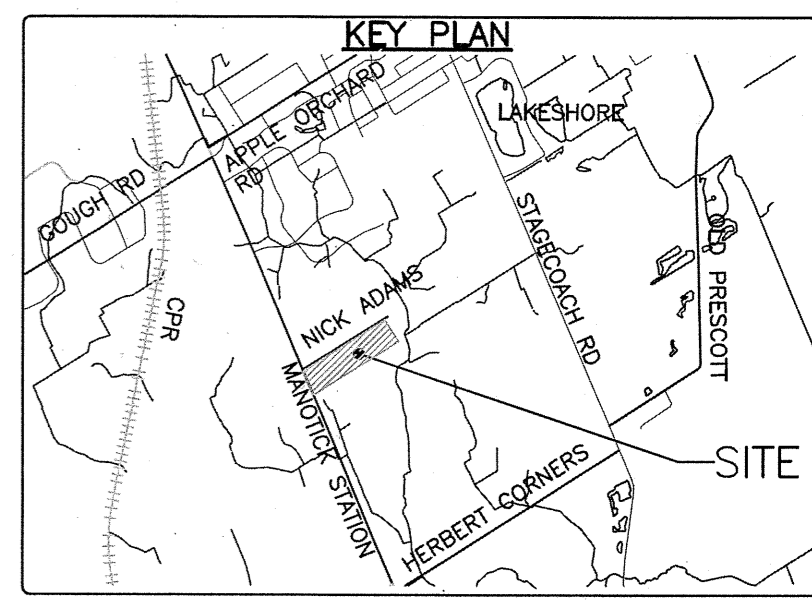 KEY PLAN
LAKESHORE
APPLE ORCHARD
RD
GOUGH RD
STAGECOACH RD
NICK ADAMS
PRESCOTT
CPR
MANOTICK STATION
SITE
HERBERT CORNERS